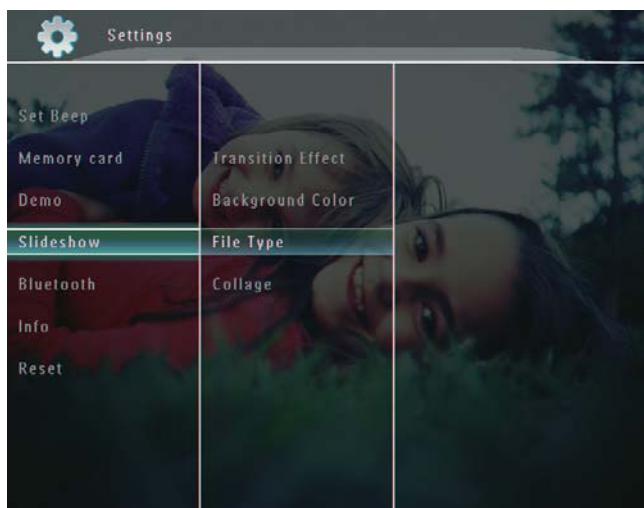 Settings
Set Beep
Memory card
Demo
Slideshow
Bluetooth
Info
Reset
Transition Effect
Background Color
File Type
Collage